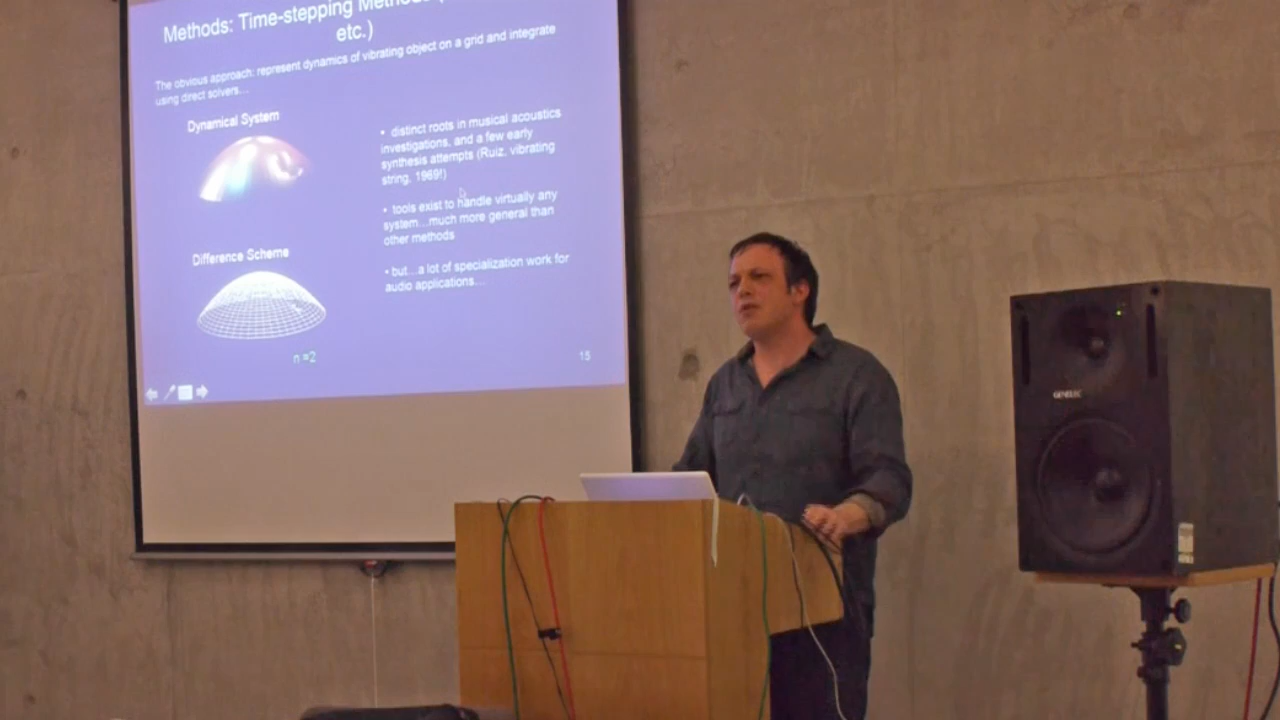 Methods: Time-stepping Methods
etc.)
The obvious approach: represent dynamics of vibrating object on a grid and integrate
using direct solvers…
Dynamical System
• distinct roots in musical acoustics
investigations, and a few early
synthesis attempts (Ruiz, vibrating
string, 1969!)
• tools exist to handle virtually any
system…much more general than
other methods
Difference Scheme
• but…a lot of specialization work for
audio applications…
n =2
15
GENELEC